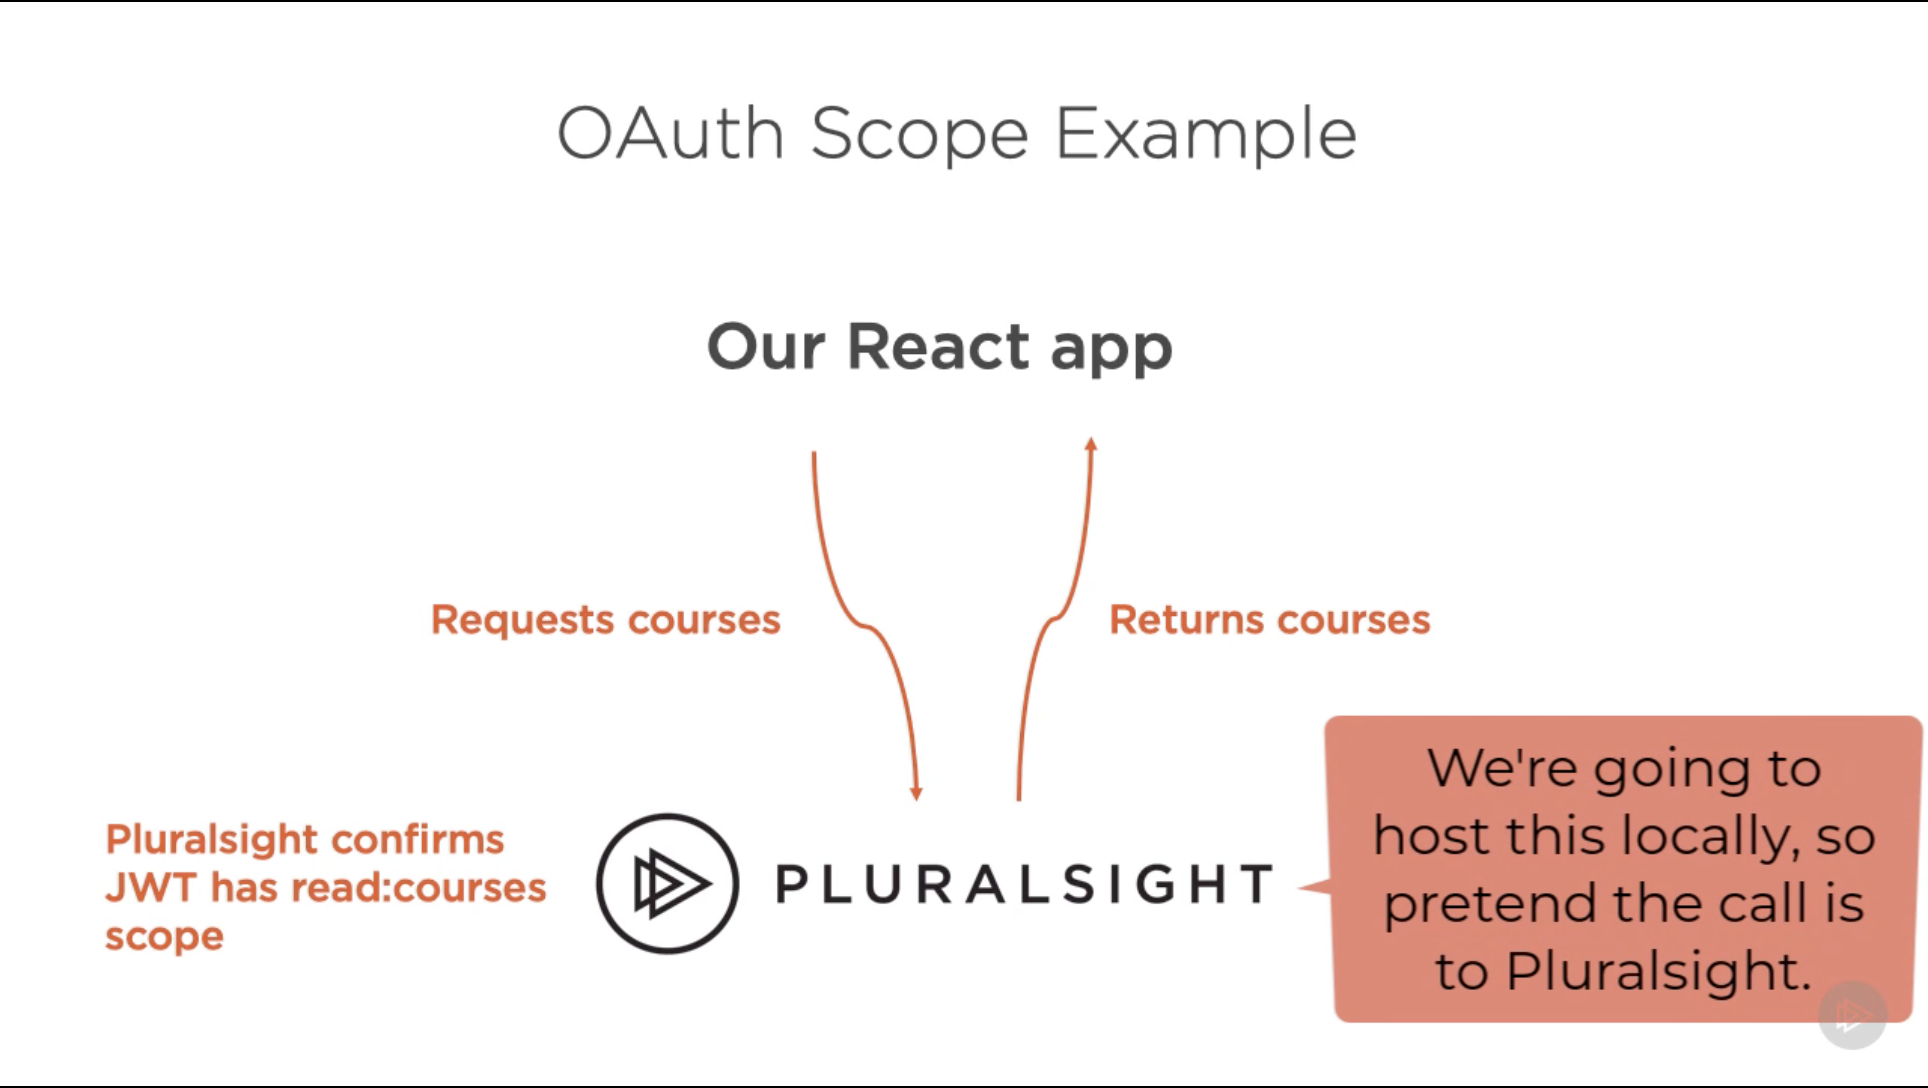 OAuth Scope Example
Our React app
Requests courses
Returns courses
Pluralsight confirms
JWT has read:courses
scope
PLURALSIGHT
We're going to
host this locally, so
pretend the call is
to Pluralsight.